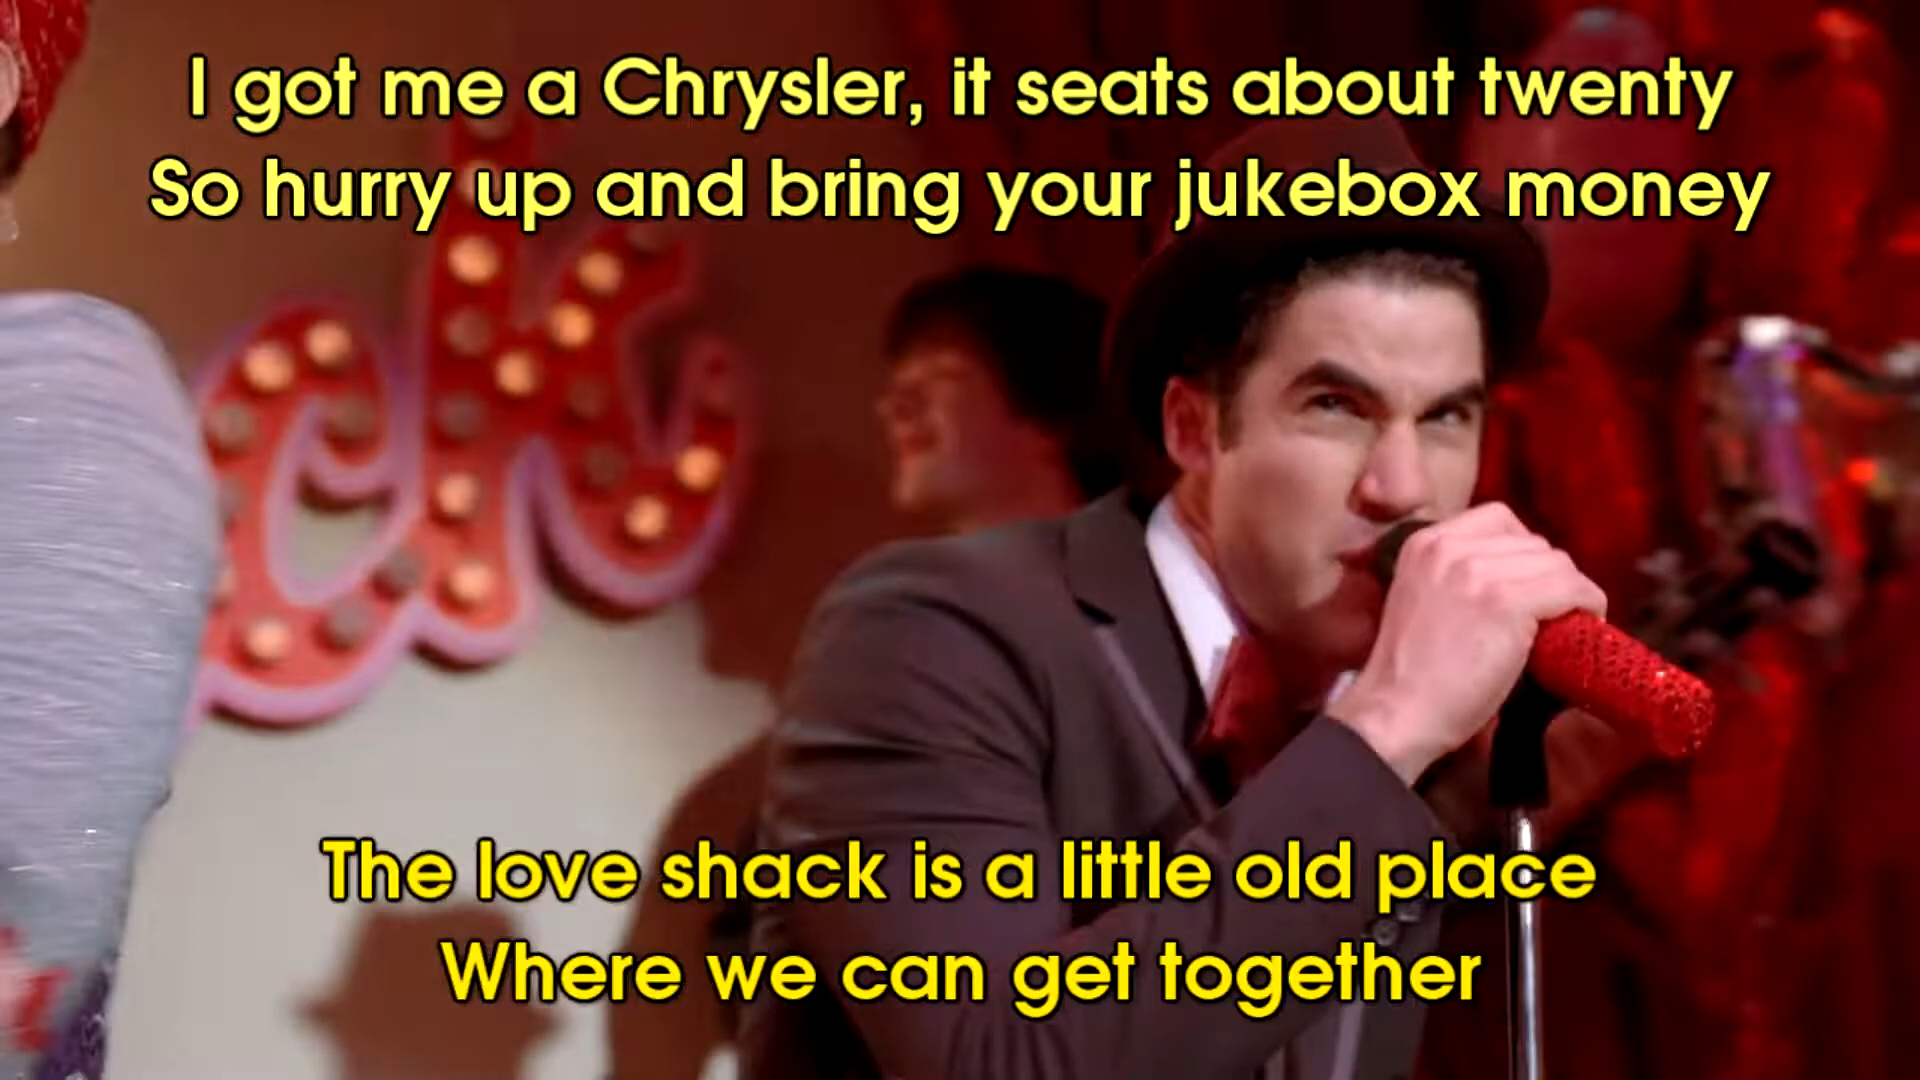 I got me a Chrysler, it seats about twenty
So hurry up and bring your jukebox money
ck
The love shack is a little old place
Where we can get together